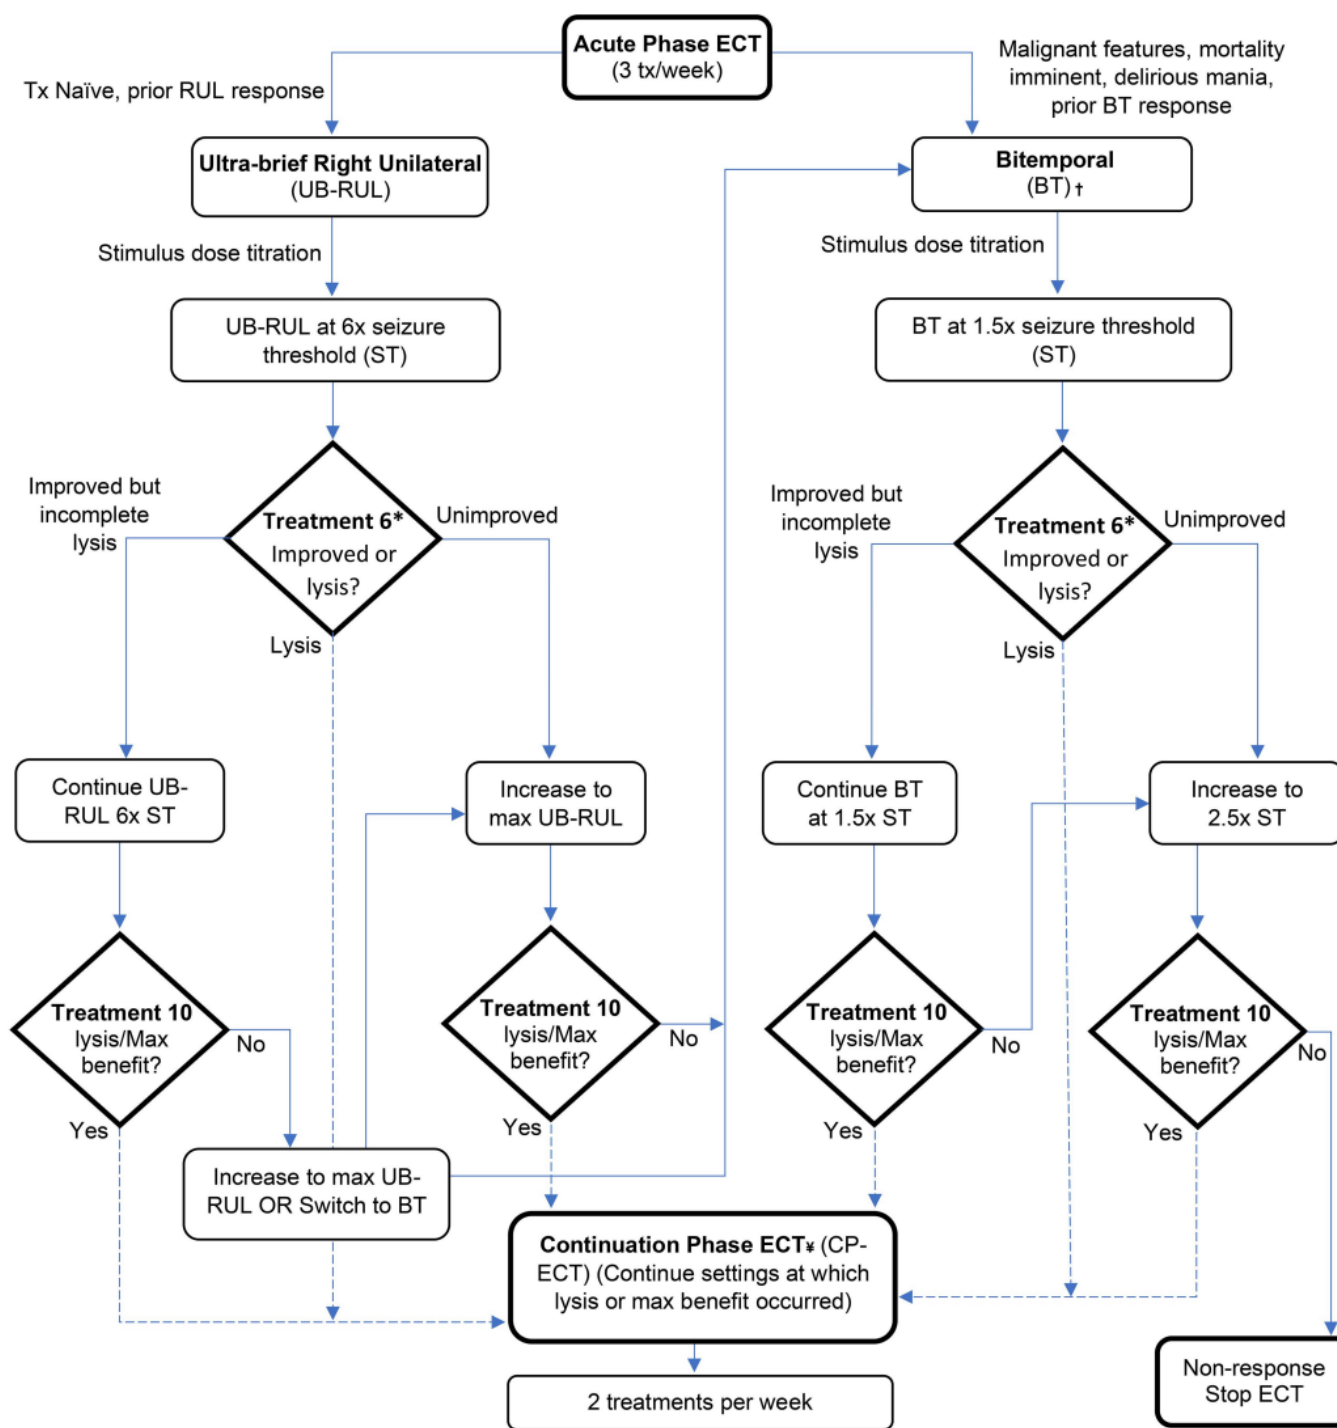 Acute Phase ECT
(3 tx/week)
Tx Naïve, prior RUL response
Malignant features, mortality
imminent, delirious mania,
prior BT response
Ultra-brief Right Unilateral
(UB-RUL)
Bitemporal
(BT)†
Stimulus dose titration
Stimulus dose titration
UB-RUL at 6x seizure
threshold (ST)
BT at 1.5x seizure threshold
(ST)
Improved but
incomplete
lysis
Treatment 6*
Improved or
lysis?
Unimproved
Lysis
Improved but
incomplete
lysis
Treatment 6*
Improved or
lysis?
Unimproved
Lysis
Continue UB-
RUL 6x ST
Increase to
max UB-RUL
Continue BT
at 1.5x ST
Increase to
2.5x ST
Treatment 10
lysis/Max
benefit?
No
Yes
Treatment 10
lysis/Max
benefit?
No
Yes
Treatment 10
lysis/Max
benefit?
No
Yes
Treatment 10
lysis/Max
benefit?
No
Yes
Increase to max UB-
RUL OR Switch to BT
Continuation Phase ECT¥ (CP-
ECT) (Continue settings at which
lysis or max benefit occurred)
2 treatments per week
Non-response
Stop ECT